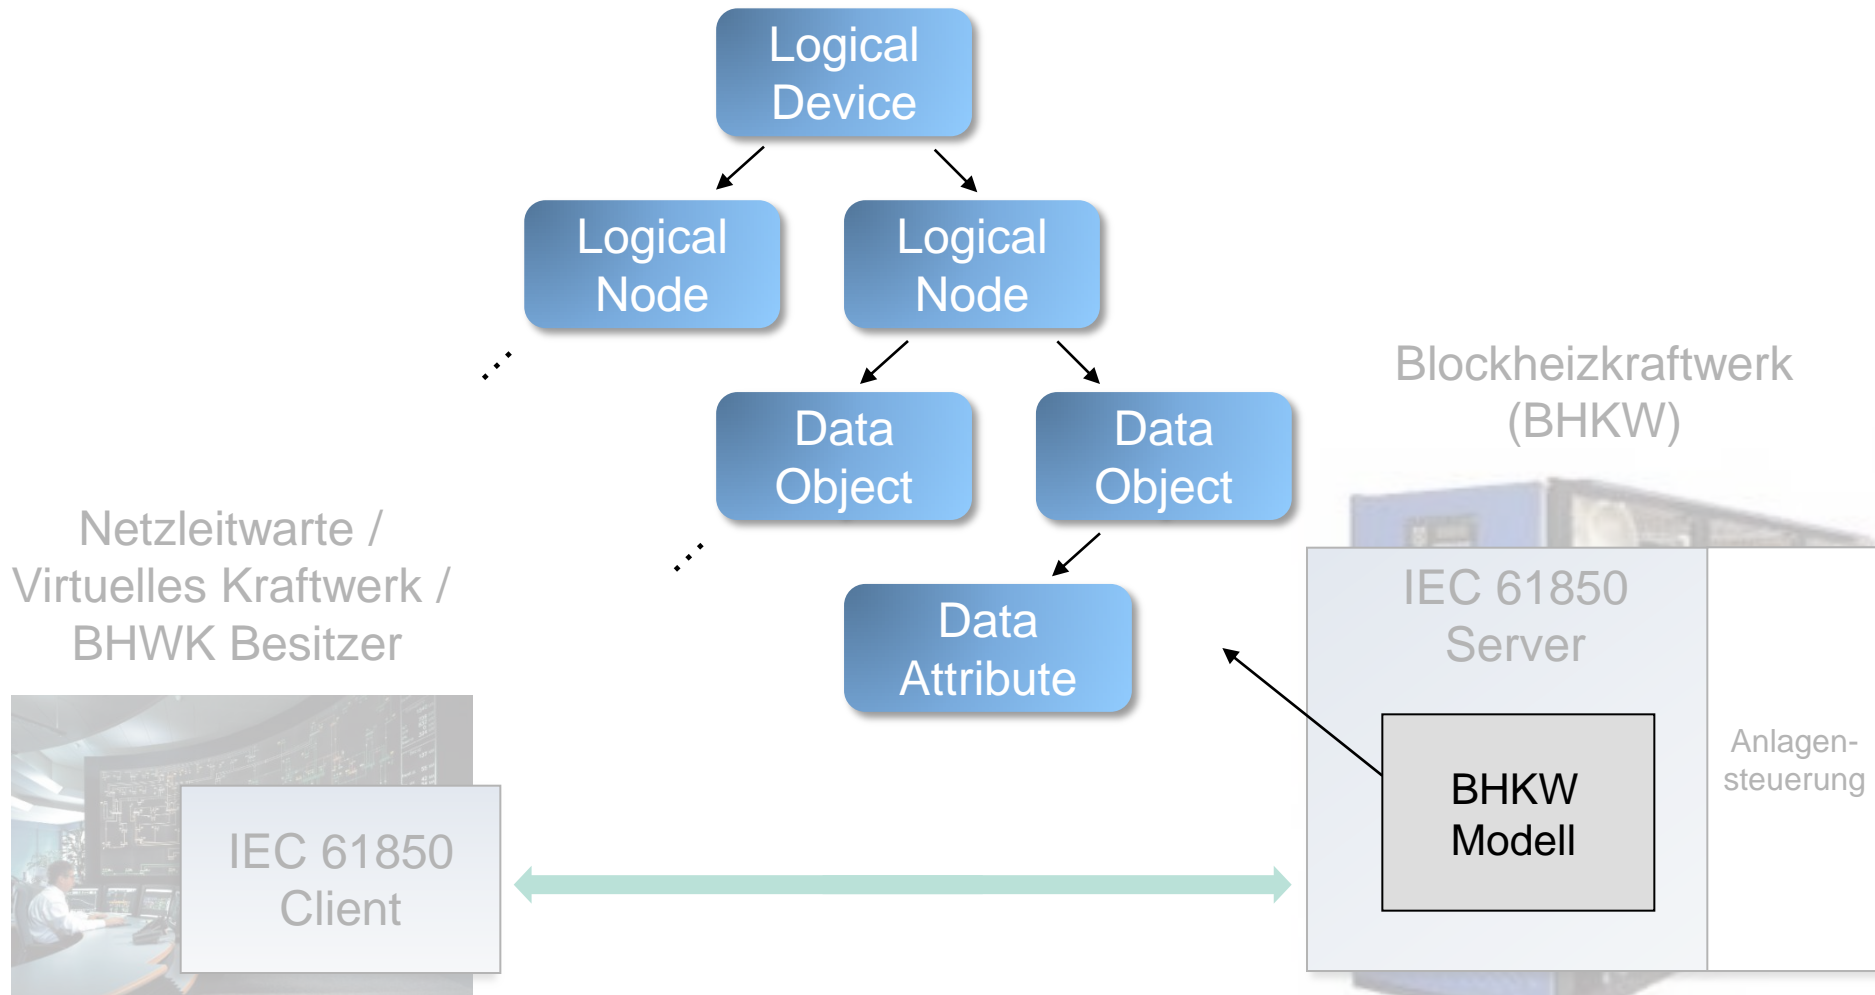 Logical
Device
Logical
Node
Logical
Node
Data
Object
Data
Object
Data
Attribute
Netzleitwarte /
Virtuelles Kraftwerk /
BHWK Besitzer
IEC 61850
Client
Blockheizkraftwerk
(BHKW)
IEC 61850
Server
BHKW
Modell
Anlagen-
steuerung